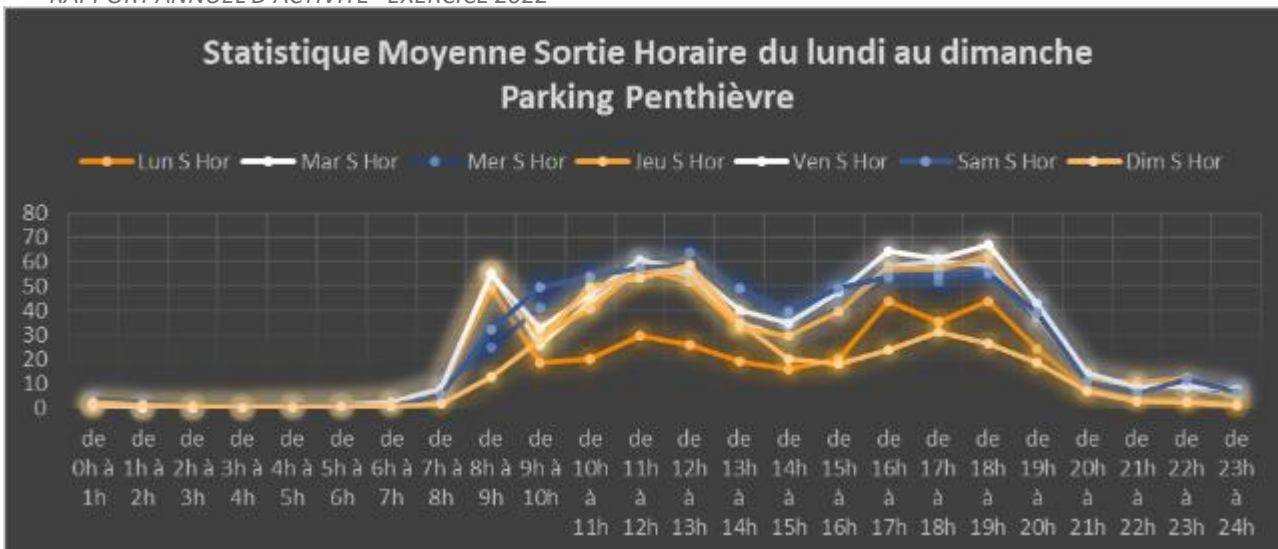 RAPPORT ANNUEL D'ACTIVITE - EXERCICE 2022
Statistique Moyenne Sortie Horaire du lundi au dimanche
Parking Penthièvre
Lun S Hor Mar S Hor Mer S Hor Jeu S Hor Ven S Hor Sam S Hor Dim S Hor
80
70
60
50
40
30
20
10
0
de de de de de de de de de de de de de de de de de de de de de de de de
0h à 1h à 2h à 3h à 4h à 5h à 6h à 7h à 8h à 9h à 10h 11h 12h 13h 14h 15h 16h 17h 18h 19h 20h 21h 22h 23h
1h 2h 3h 4h 5h 6h 7h 8h 9h 10h à à à à à à à à à à à à à à
11h 12h 13h 14h 15h 16h 17h 18h 19h 20h 21h 22h 23h 24h